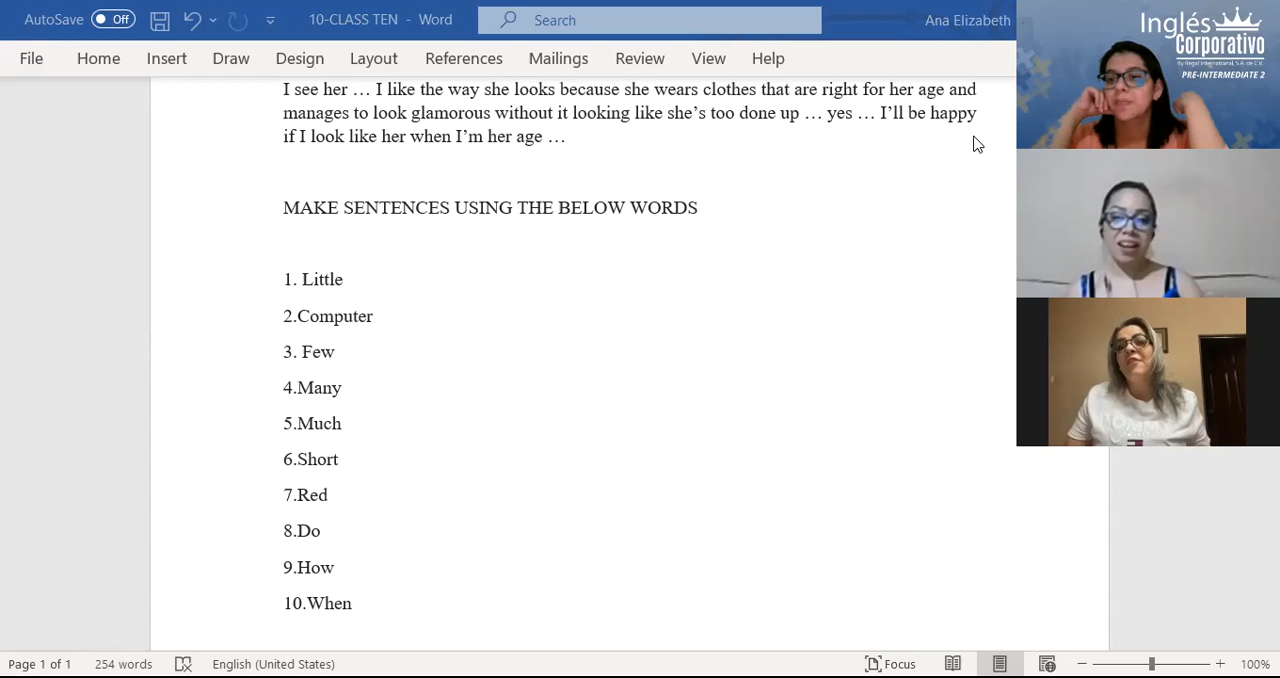 AutoSave Off 10-CLASS TEN - Word Search Ana Elizabeth
File Home Insert Draw Design Layout References Mailings Review View Help
I see her … I like the way she looks because she wears clothes that are right for her age and
manages to look glamorous without it looking like she’s too done up … yes … I’ll be happy
if I look like her when I’m her age …
MAKE SENTENCES USING THE BELOW WORDS
1. Little
2.Computer
3. Few
4.Many
5.Much
6.Short
7.Red
8.Do
9.How
10.When
Page 1 of 1 254 words English (United States) Focus 100%
Inglés
Corporativo
By Regal International, S.A. de C.V.
PRE-INTERMEDIATE 2